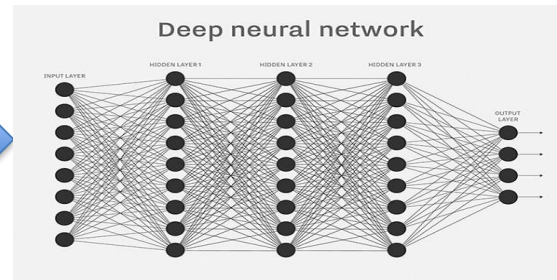 Deep neural network
HIDDEN LAYER 1 HIDDEN LAYER 2 HIDDEN LAYER 3
INPUT LAYER
OUTPUT
LAYER